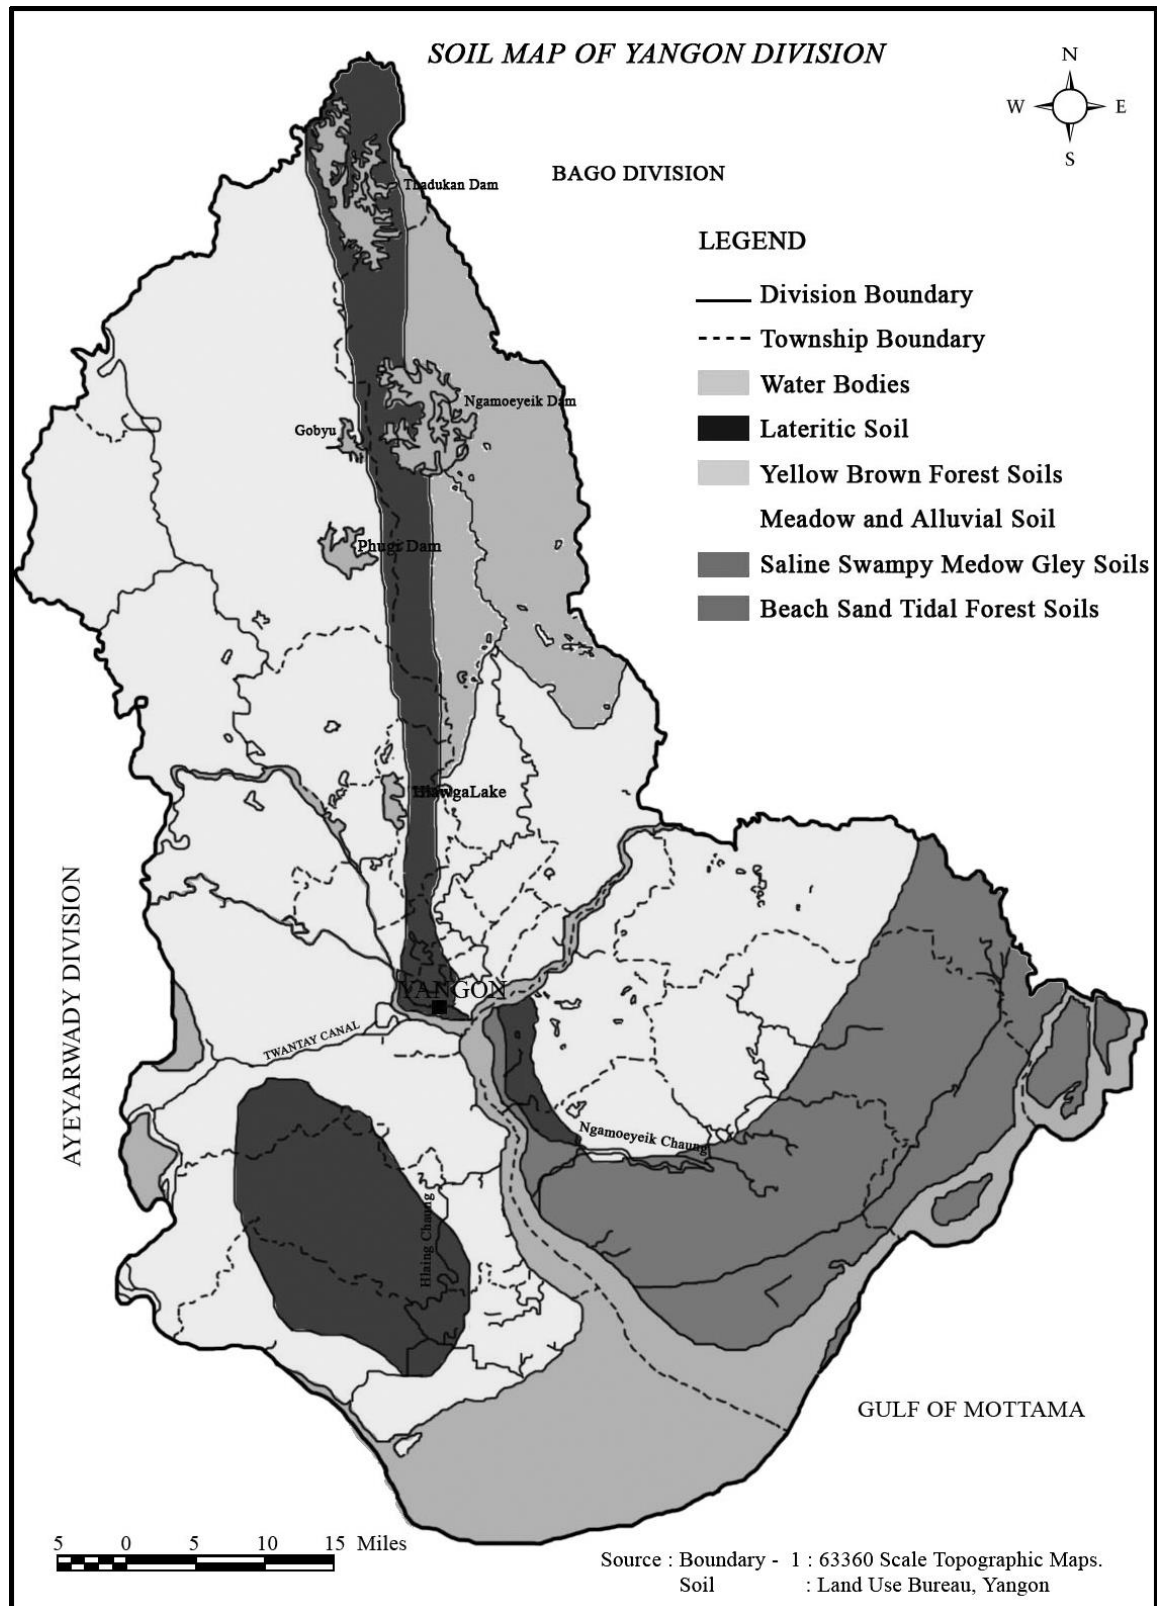 SOIL MAP OF YANGON DIVISION
N
W E
S
BAGO DIVISION
Thadukan Dam
LEGEND
Division Boundary
Township Boundary
Water Bodies
Lateritic Soil
Yellow Brown Forest Soils
Meadow and Alluvial Soil
Saline Swampy Medow Gley Soils
Beach Sand Tidal Forest Soils
Ngamoeyeik Dam
Gobyu
Phugi Dam
Lake
AYEYARWADY DIVISION
YANGON
TWANTAY CANAL
Ngamoeyeik Chaung
Hlaing Chaung
GULF OF MOTTAMA
5 0 5 10 15 Miles
Source : Boundary - 1 : 63360 Scale Topographic Maps.
Soil : Land Use Bureau, Yangon